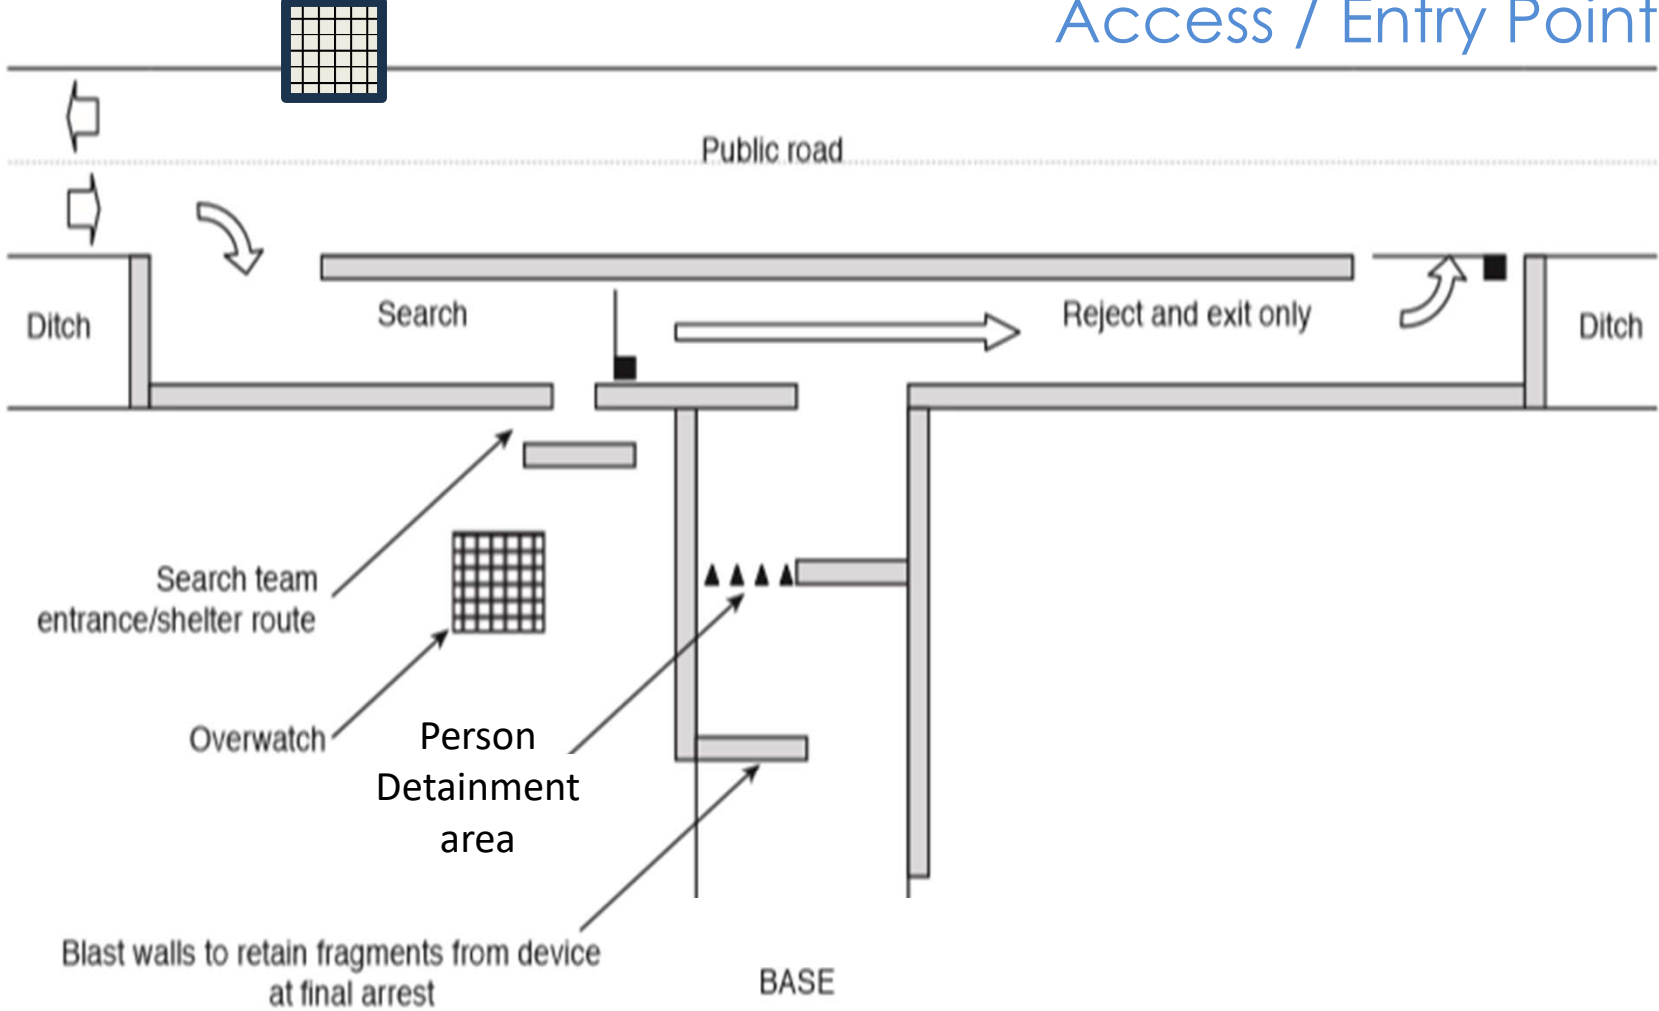 Access / Entry Point
Public road
Search
Reject and exit only
Ditch
Ditch
Search team
entrance/shelter route
Overwatch
Person
Detainment
area
Blast walls to retain fragments from device
at final arrest
BASE